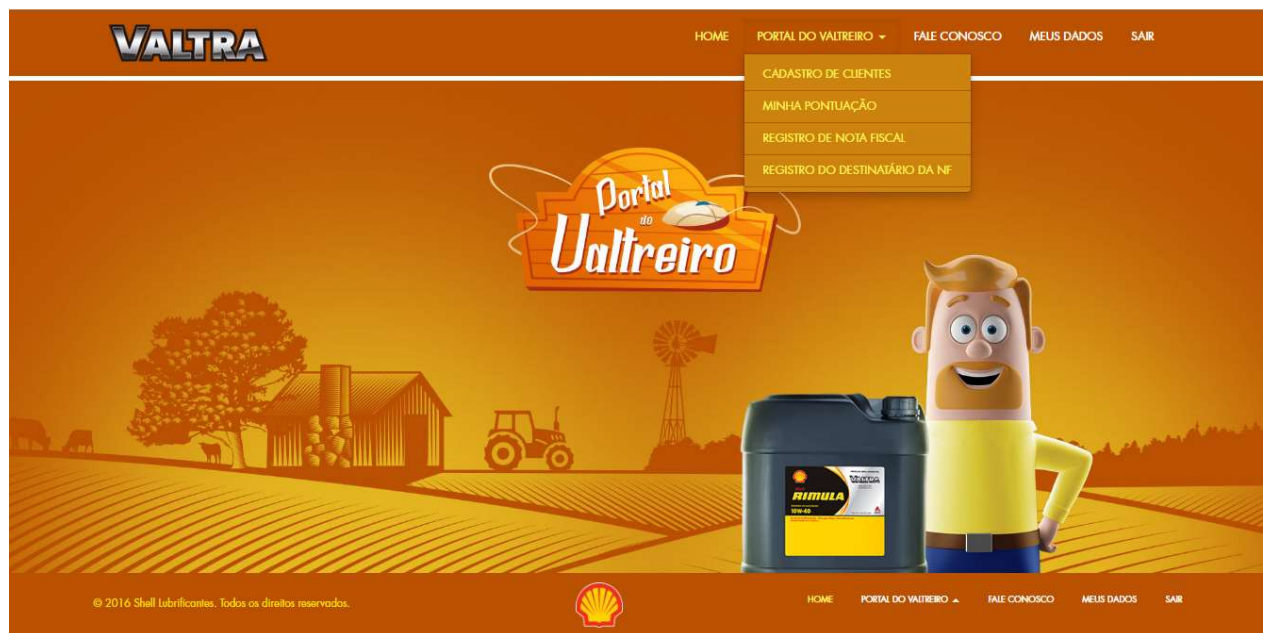 VALTRA
HOME PORTAL DO VALTREIRO FALE CONOSCO MEUS DADOS SAIR
CADASTRO DE CLIENTES
MINHA PONTUAÇÃO
REGISTRO DE NOTA FISCAL
REGISTRO DO DESTINATÁRIO DA NF
Portal
do
Valtreiro
VALTRA
RIMULA
10W-40
© 2016 Shell Lubrificantes. Todos os direitos reservados.
HOME PORTAL DO VALTREIRO FALE CONOSCO MEUS DADOS SAIR